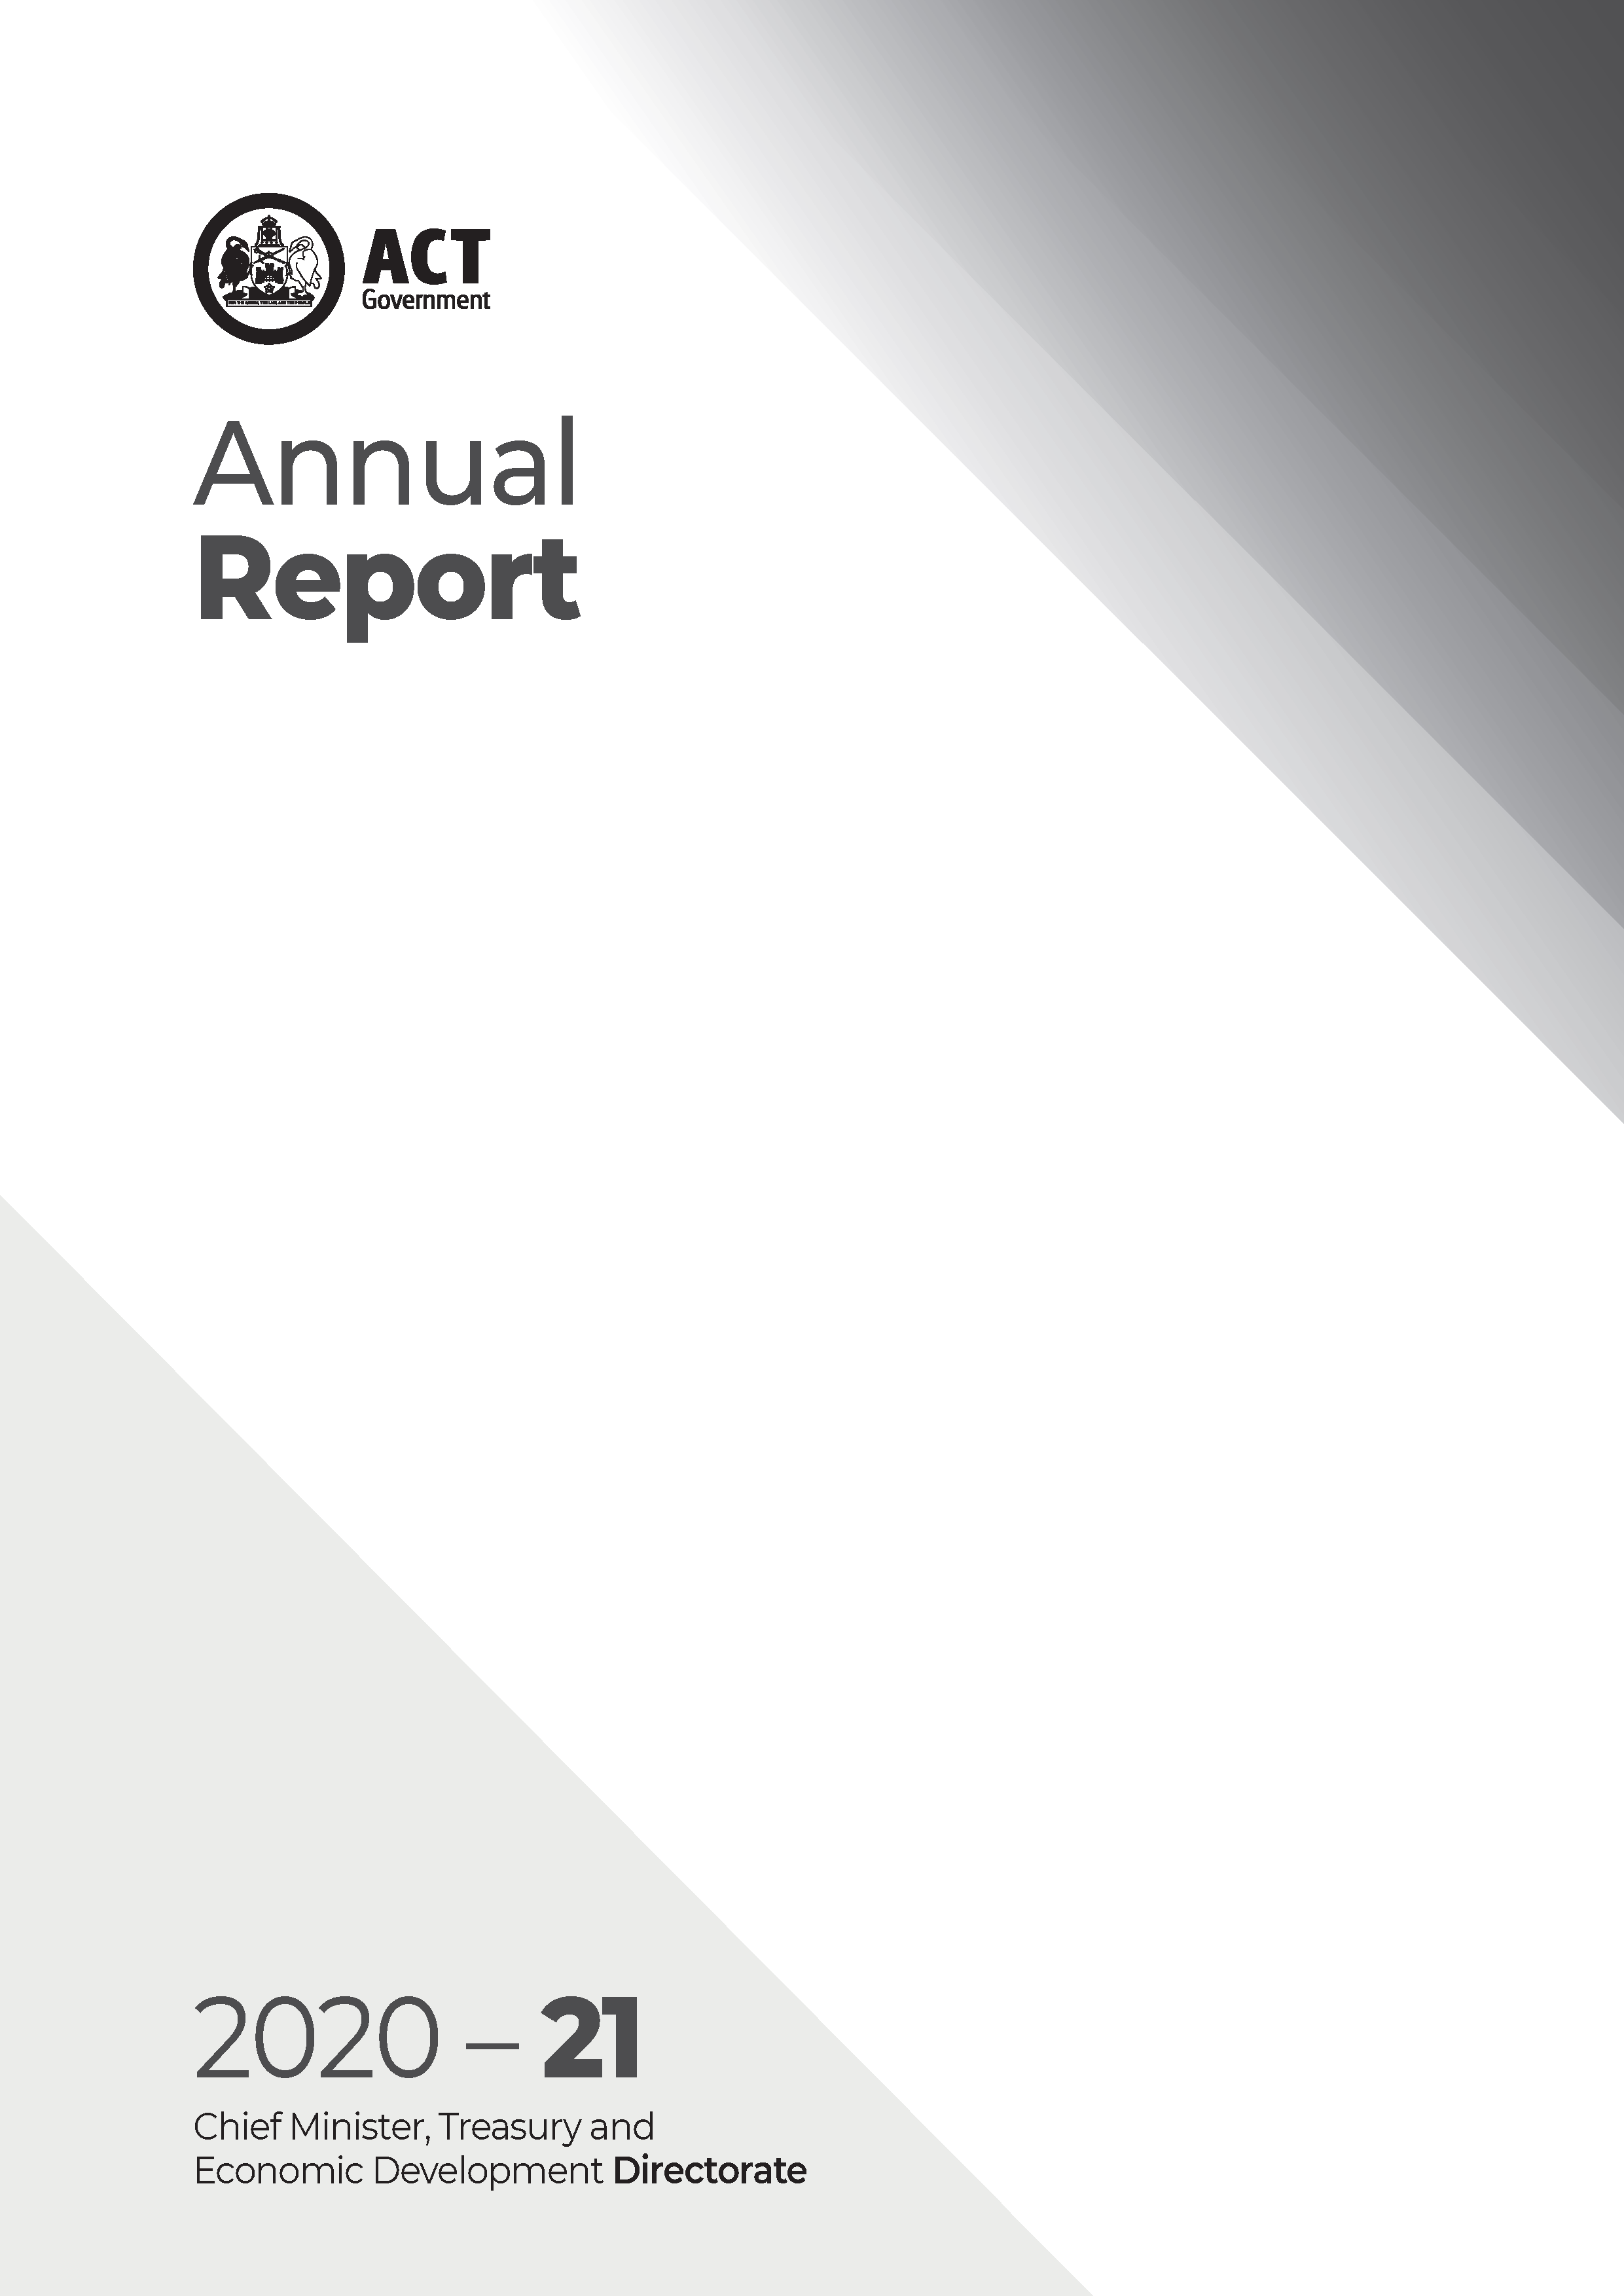 ACT
Government
Annual
Report
2020 – 21
Chief Minister, Treasury and
Economic Development Directorate